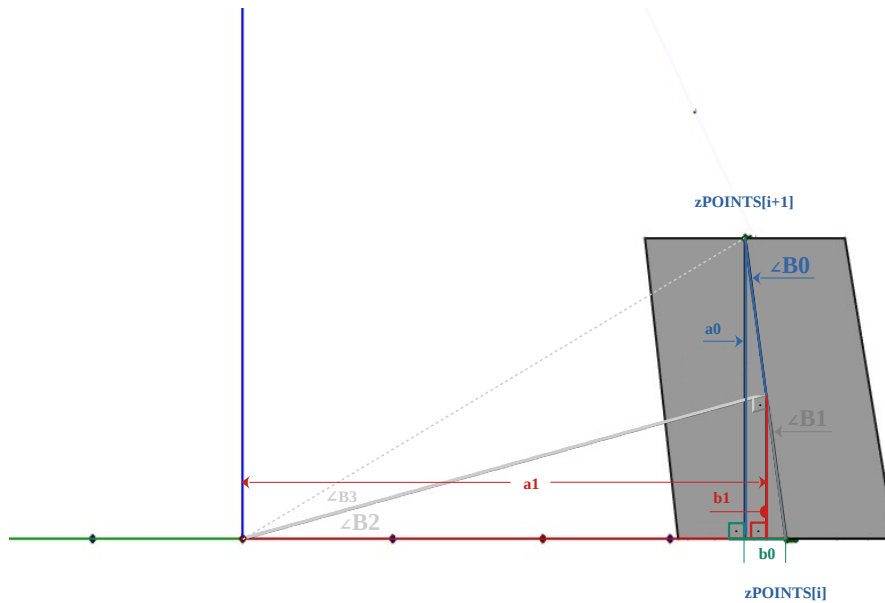 zPOINTS[i+1]
∠B0
a0
∠B1
a1
∠B3
b1
∠B2
b0
zPOINTS[i]